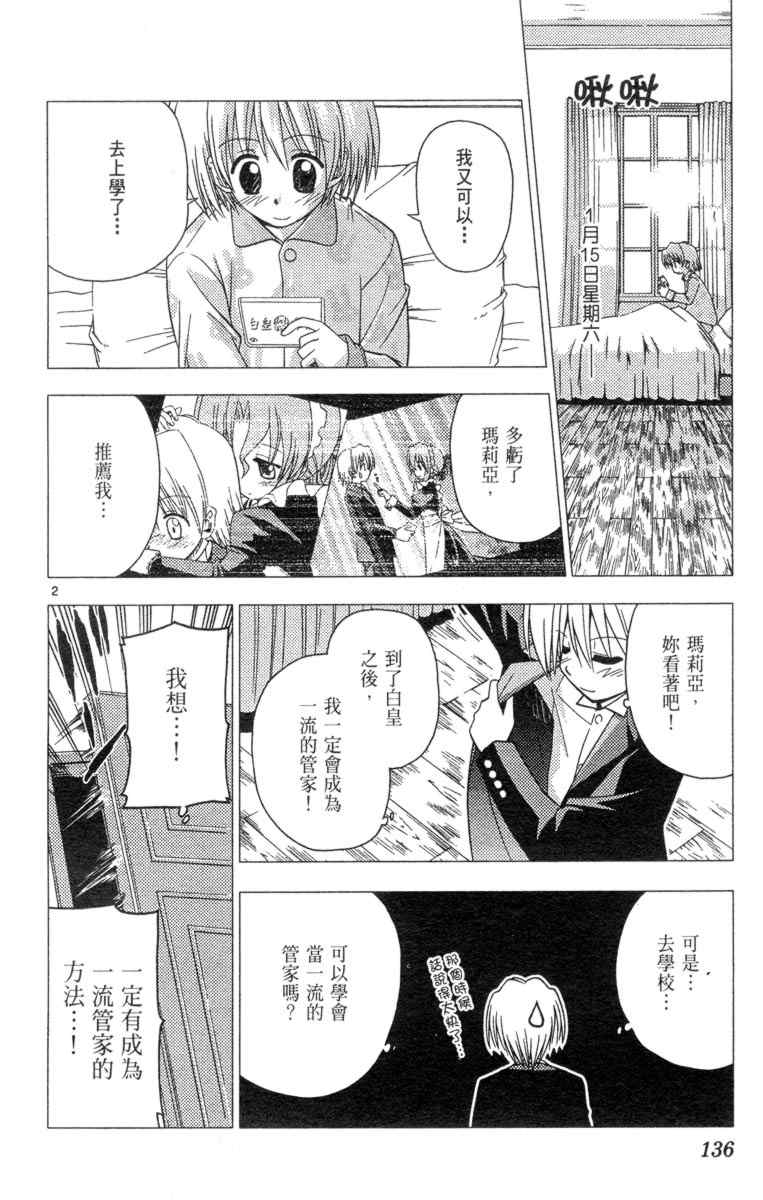 啾啾
1月15日星期六——
我又可以…
去上學了…
白皇
多虧了
瑪莉亞，
推薦我…
2
瑪莉亞，
妳看著吧！
到了白皇
之後，
我一定會成為
一流的管家！
我想…！
可是…
去學校…
那個時候
話說得太快了…
可以學會
當一流的
管家嗎？
一定有成為
一流管家的
方法…！
136